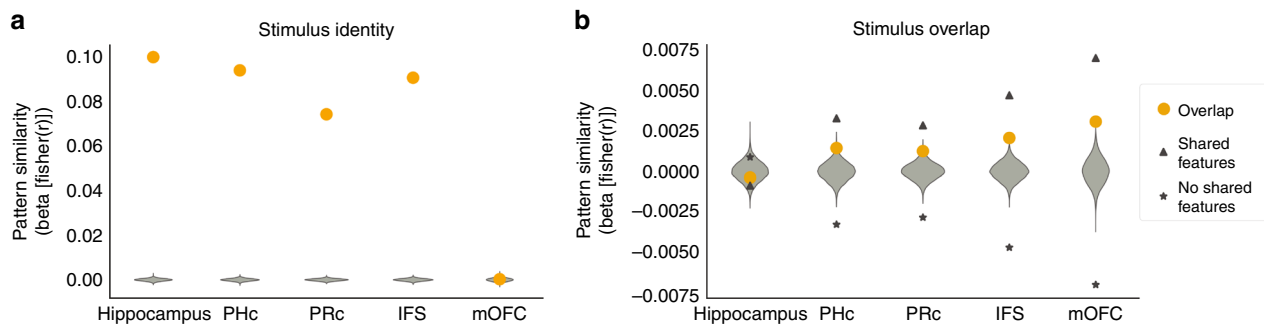 a
Stimulus identity
Pattern similarity
(beta [fisher(r)])
0.10
0.08
0.06
0.04
0.02
0.00
Hippocampus PHc PRc IFS mOFC
b
Stimulus overlap
Pattern similarity
(beta [fisher(r)])
0.0075
0.0050
0.0025
0.0000
−0.0025
−0.0050
−0.0075
Hippocampus PHc PRc IFS mOFC
Overlap
Shared
features
No shared
features